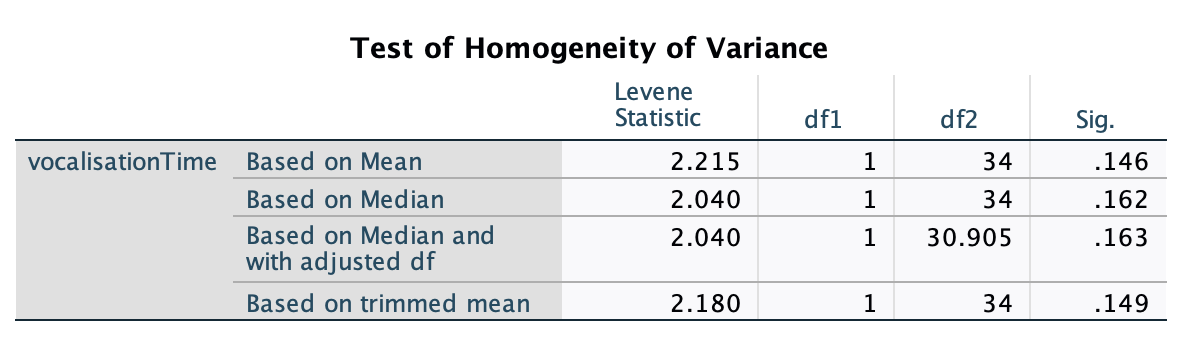 Test of Homogeneity of Variance
Levene
Statistic df1 df2 Sig.
vocalisationTime Based on Mean 2.215 1 34 .146
Based on Median 2.040 1 34 .162
Based on Median and
with adjusted df 2.040 1 30.905 .163
Based on trimmed mean 2.180 1 34 .149